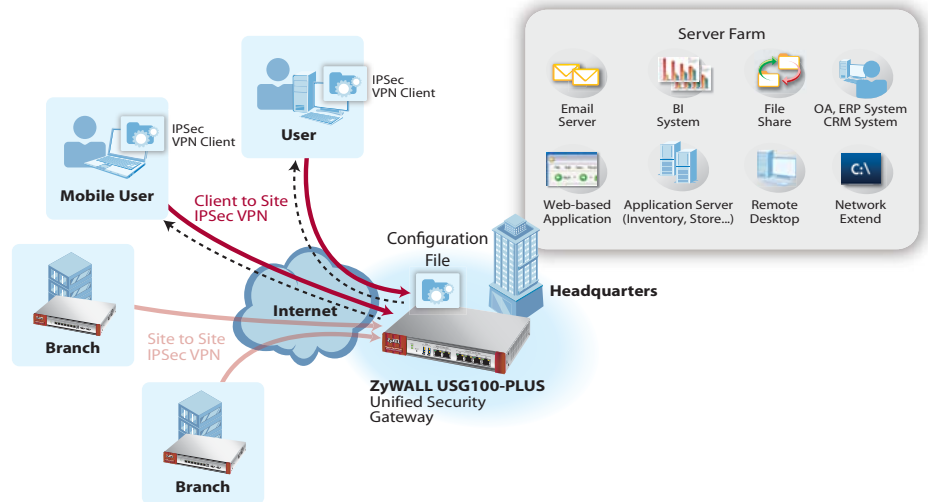 Server Farm
Email
Server
BI
System
File
Share
OA, ERP System
CRM System
Web-based
Application
Application Server
(Inventory, Store...)
Remote
Desktop
C:\
Network
Extend
IPSec
VPN Client
User
IPSec
VPN Client
Mobile User
Client to Site
IPSec VPN
Configuration
File
Headquarters
Internet
Branch
Site to Site
IPSec VPN
ZyWALL USG100-PLUS
Unified Security
Gateway
Branch